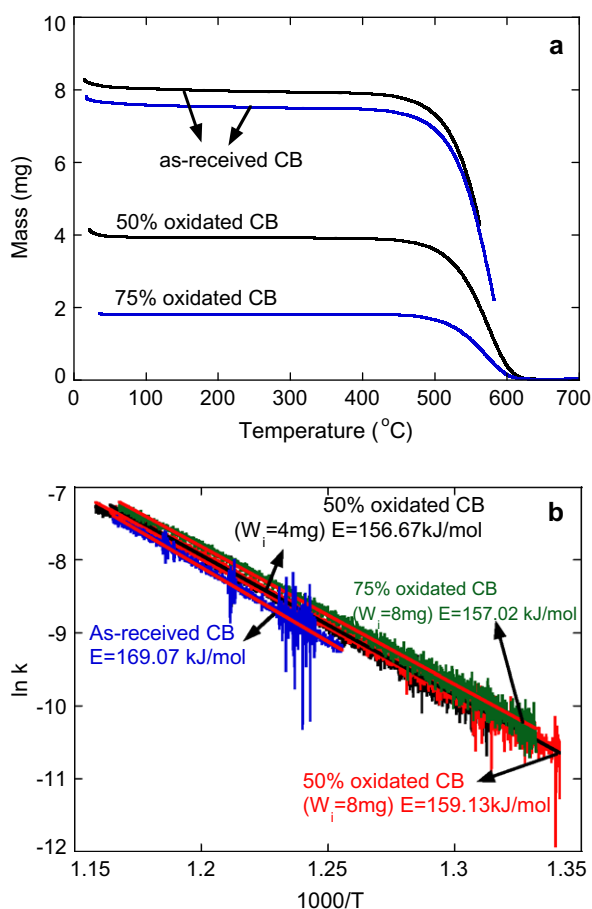 10
a
8
as-received CB
6
Mass (mg)
50% oxidated CB
4
75% oxidated CB
2
0
0 100 200 300 400 500 600 700
Temperature (°C)
-7
50% oxidated CB
b
(Wi=4mg) E=156.67kJ/mol
-8
75% oxidated CB
(Wi=8mg) E=157.02 kJ/mol
As-received CB
E=169.07 kJ/mol
-9
ln k
-10
50% oxidated CB
(Wi=8mg) E=159.13kJ/mol
-11
-12
1.15 1.2 1.25 1.3 1.35
1000/T